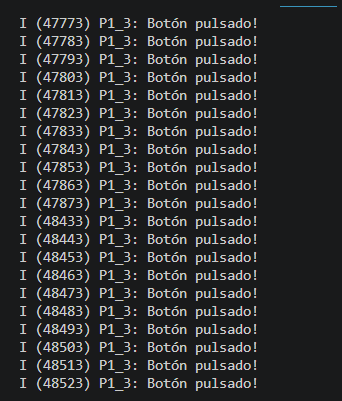 I (47773) P1_3: Botón pulsado!
I (47783) P1_3: Botón pulsado!
I (47793) P1_3: Botón pulsado!
I (47803) P1_3: Botón pulsado!
I (47813) P1_3: Botón pulsado!
I (47823) P1_3: Botón pulsado!
I (47833) P1_3: Botón pulsado!
I (47843) P1_3: Botón pulsado!
I (47853) P1_3: Botón pulsado!
I (47863) P1_3: Botón pulsado!
I (47873) P1_3: Botón pulsado!
I (48433) P1_3: Botón pulsado!
I (48443) P1_3: Botón pulsado!
I (48453) P1_3: Botón pulsado!
I (48463) P1_3: Botón pulsado!
I (48473) P1_3: Botón pulsado!
I (48483) P1_3: Botón pulsado!
I (48493) P1_3: Botón pulsado!
I (48503) P1_3: Botón pulsado!
I (48513) P1_3: Botón pulsado!
I (48523) P1_3: Botón pulsado!